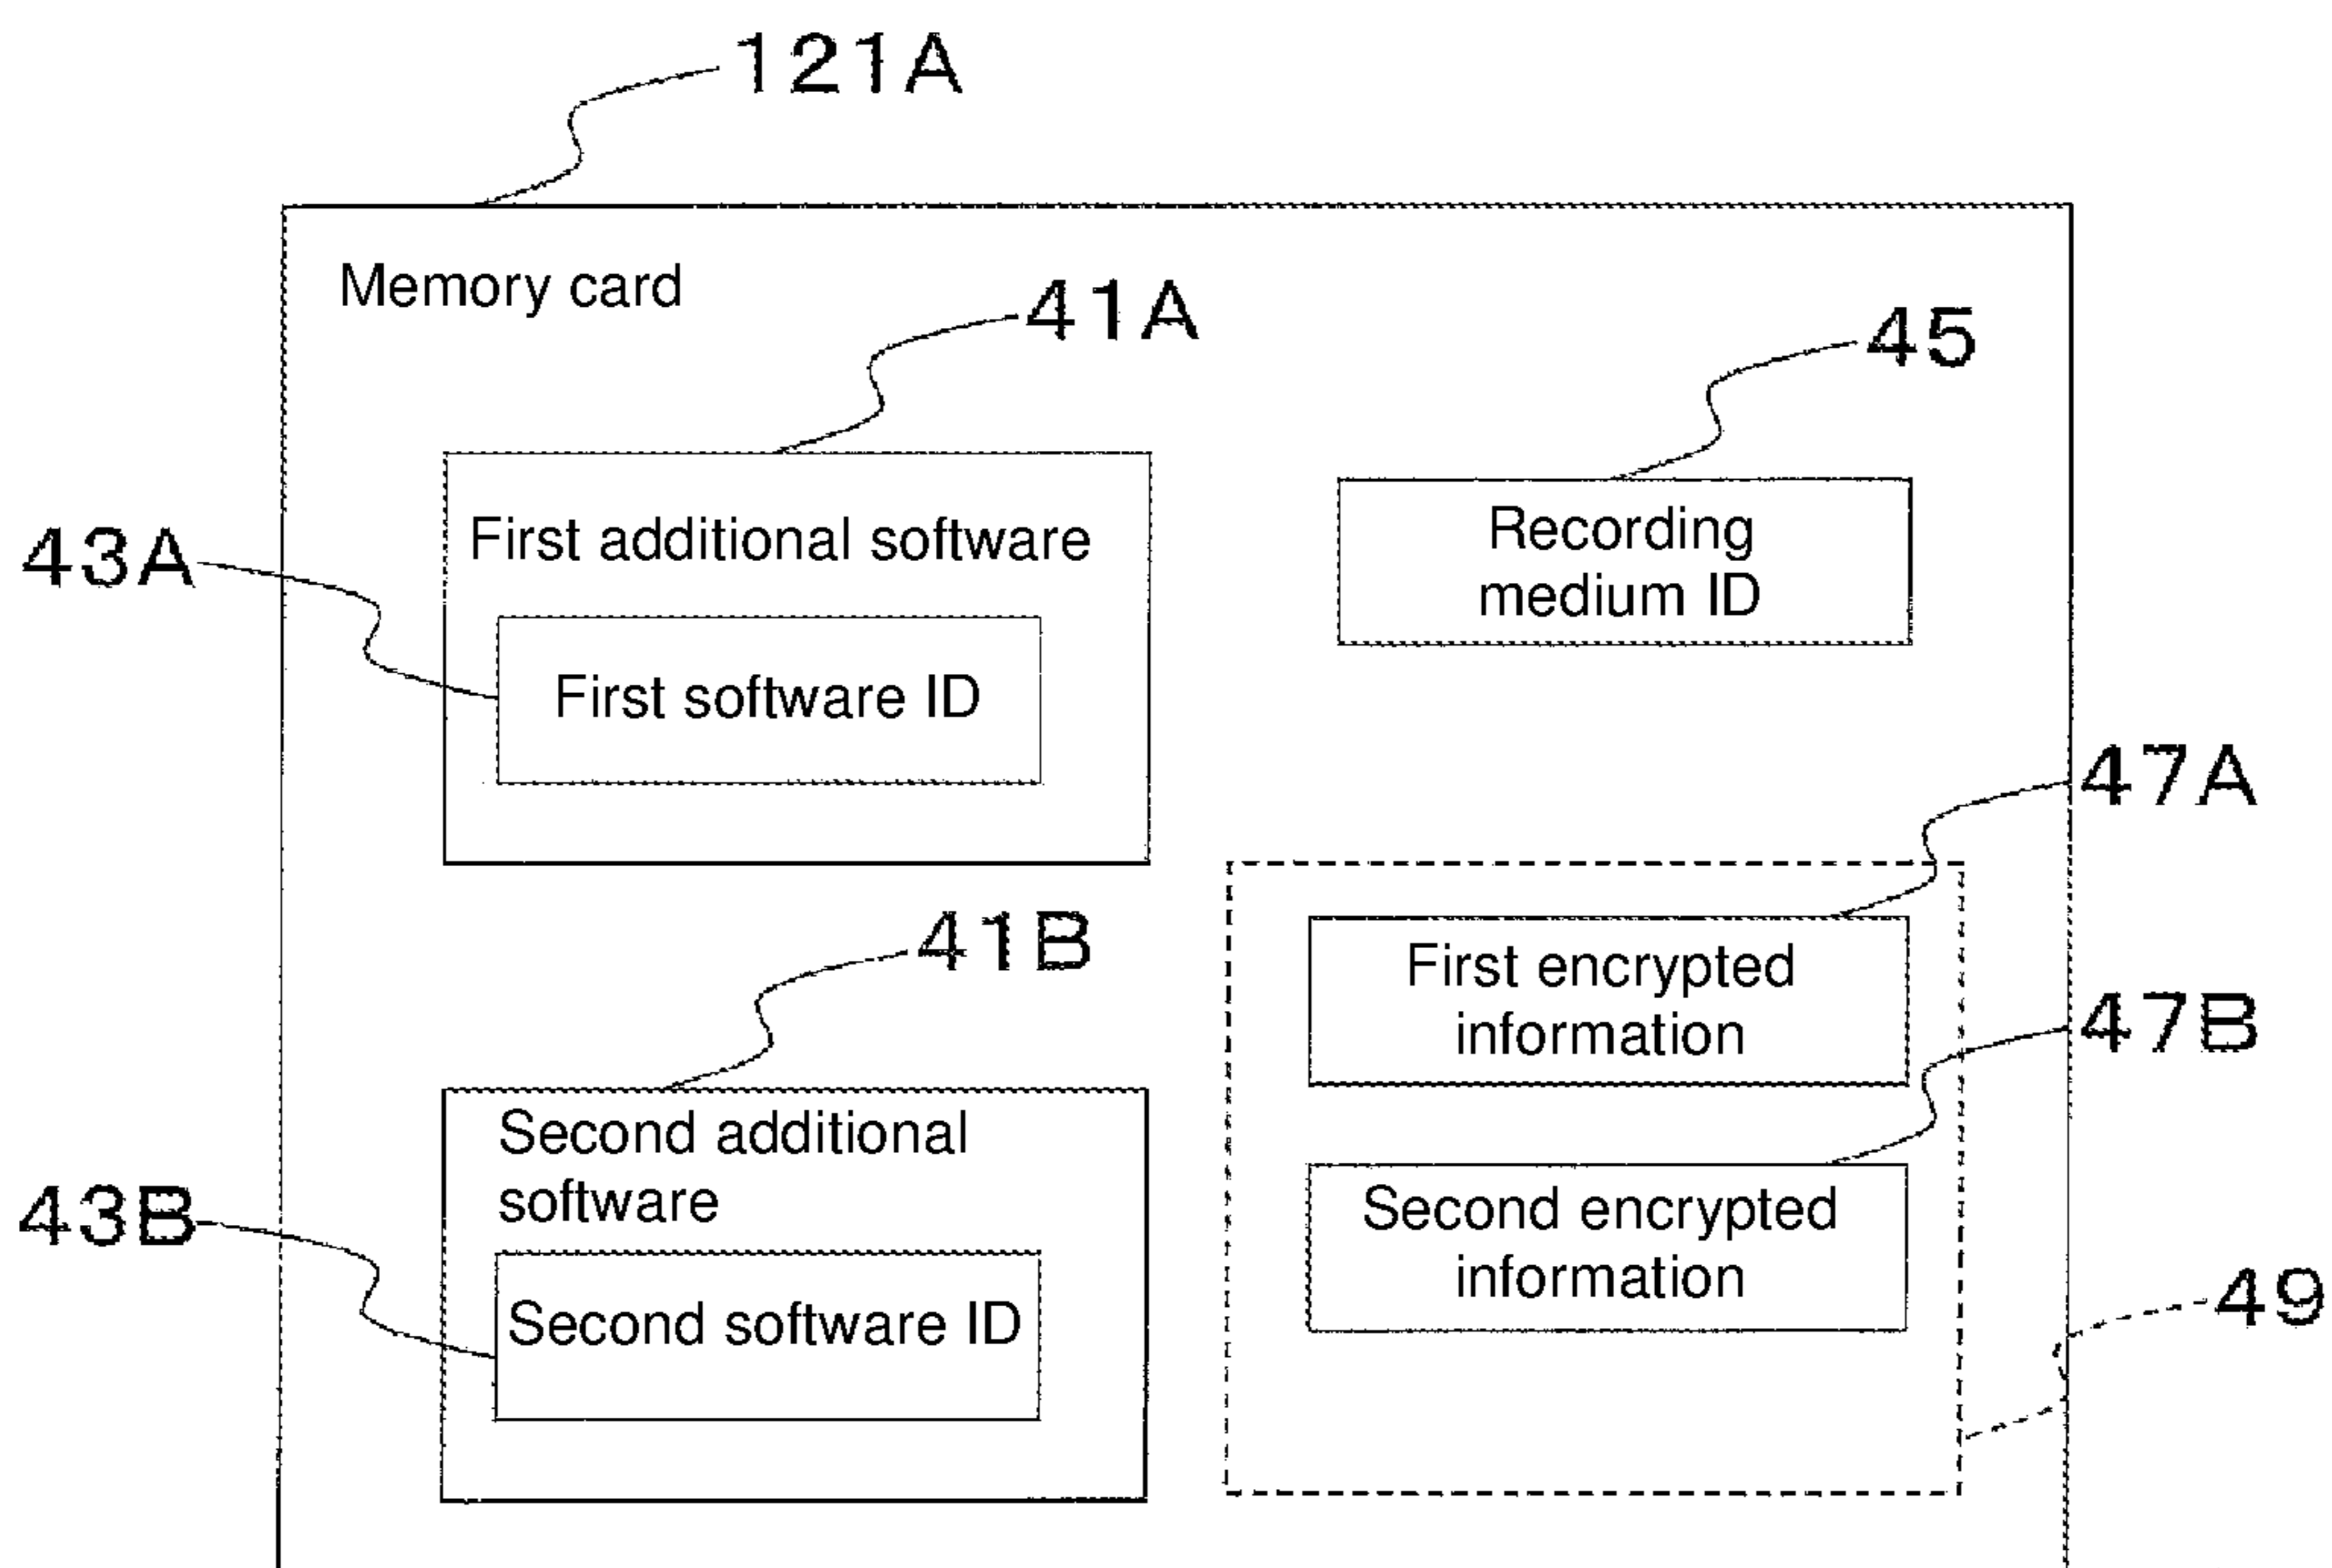 121A
Memory card
41A
45
First additional software
Recording
medium ID
43A
First software ID
47A
41B
First encrypted
information
47B
Second additional
software
Second encrypted
information
43B
Second software ID
49